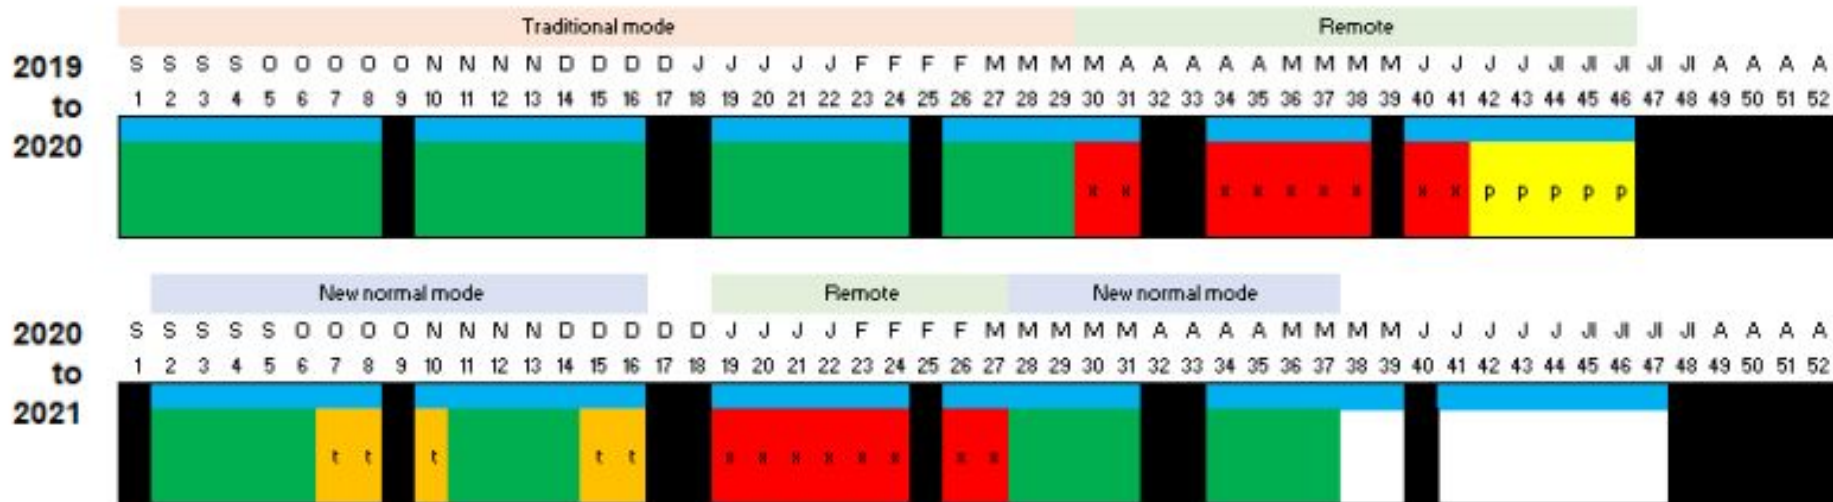 Traditional mode Remote
2019 S S S S O O O O O N N N N D D D D J J J J J F F F F M M M M A A A A A M M M M J J J J Jl Jl Jl Jl Jl A A A A
to 1 2 3 4 5 6 7 8 9 10 11 12 13 14 15 16 17 18 19 20 21 22 23 24 25 26 27 28 29 30 31 32 33 34 35 36 37 38 39 40 41 42 43 44 45 46 47 48 49 50 51 52
2020
x x x x x x x x x p p p p p
New normal mode Remote New normal mode
2020 S S S S S O O O O N N N N D D D D D J J J J F F F F M M M M M A A A A M M M M J J J J J Jl Jl Jl Jl A A A A
to 1 2 3 4 5 6 7 8 9 10 11 12 13 14 15 16 17 18 19 20 21 22 23 24 25 26 27 28 29 30 31 32 33 34 35 36 37 38 39 40 41 42 43 44 45 46 47 48 49 50 51 52
2021
t t t t t x x x x x x x x